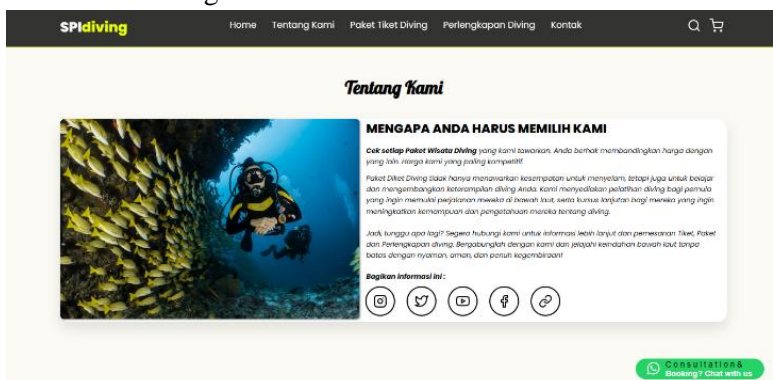 SPIdiving Home Tentang Kami Paket Tiket Diving Perlengkapan Diving Kontak
Tentang Kami
MENGAPA ANDA HARUS MEMILIH KAMI
Cek setiap Paket Wisata Diving yang kami tawarkan. Anda berhak membandingkan harga dengan
yang lain. Harga kami yang paling kompetitif.
Paket Diket Diving tidak hanya menawarkan kesempatan untuk menyelam, tetapi juga untuk belajar
dan mengembangkan keterampilan diving Anda. Kami menyediakan pelatihan diving bagi pemula
yang ingin memulai perjalanan mereka di bawah laut, serta kursus lanjutan bagi mereka yang ingin
meningkatkan kemampuan dan pengetahuan mereka tentang diving.
Jadi, tunggu apa lagi? Segera hubungi kami untuk informasi lebih lanjut dan pemesanan Tiket, Paket
dan Perlengkapan diving. Bergabunglah dengan kami dan jelajahi keindahan bawah laut tanpa
batas dengan nyaman, aman, dan penuh kegembiraan!
Bagikan informasi ini :
Consultation &
Booking? Chat with us